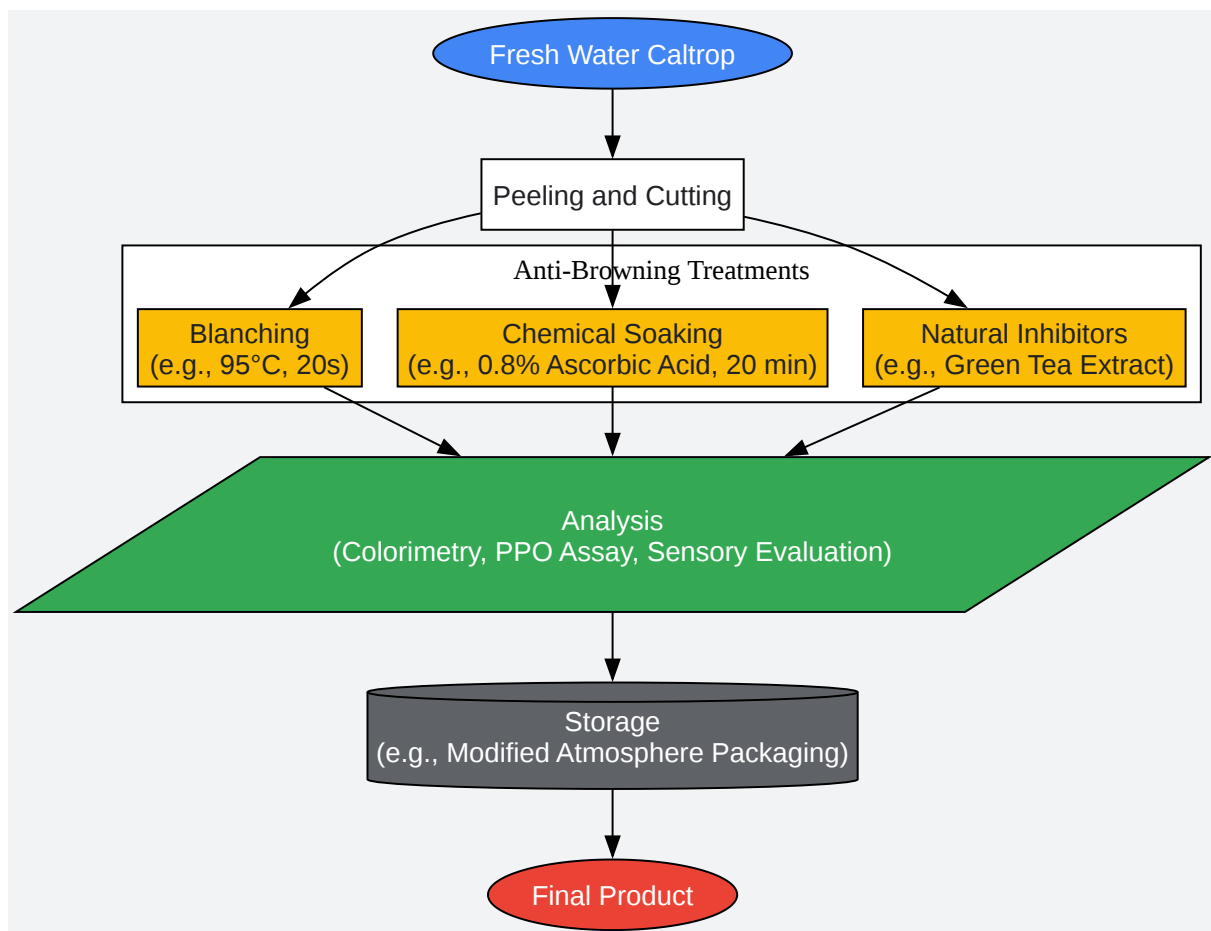 Fresh Water Caltrop
Peeling and Cutting
Anti-Browning Treatments
Blanching
(e.g., 95°C, 20s)
Chemical Soaking
(e.g., 0.8% Ascorbic Acid, 20 min)
Natural Inhibitors
(e.g., Green Tea Extract)
Analysis
(Colorimetry, PPO Assay, Sensory Evaluation)
Storage
(e.g., Modified Atmosphere Packaging)
Final Product